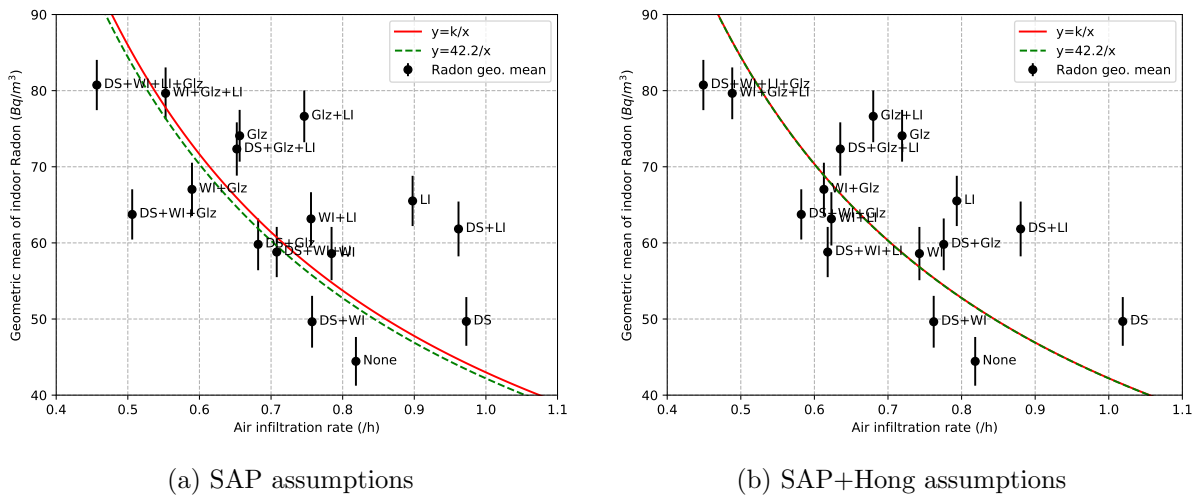 90
80
70
60
50
40
0.4 0.5 0.6 0.7 0.8 0.9 1.0 1.1
Geometric mean of indoor Radon (Bq/m³)
Air infiltration rate (/h)
y=k/x
y=42.2/x
Radon geo. mean
DS+WI+LI+Glz
WI+Glz+LI
Glz+LI
Glz
DS+Glz+LI
WI+Glz
LI
DS+WI+Glz
WI+LI
DS+LI
DS+Glz
DS+WI+LI
WI
DS+WI
DS
None
(a) SAP assumptions
90
80
70
60
50
40
0.4 0.5 0.6 0.7 0.8 0.9 1.0 1.1
Geometric mean of indoor Radon (Bq/m³)
Air infiltration rate (/h)
y=k/x
y=42.2/x
Radon geo. mean
DS+WI+LI+Glz
WI+Glz+LI
Glz+LI
Glz
DS+Glz+LI
WI+Glz
LI
DS+WI+Glz
WI+LI
DS+LI
DS+Glz
DS+WI+LI
WI
DS+WI
DS
None
(b) SAP+Hong assumptions